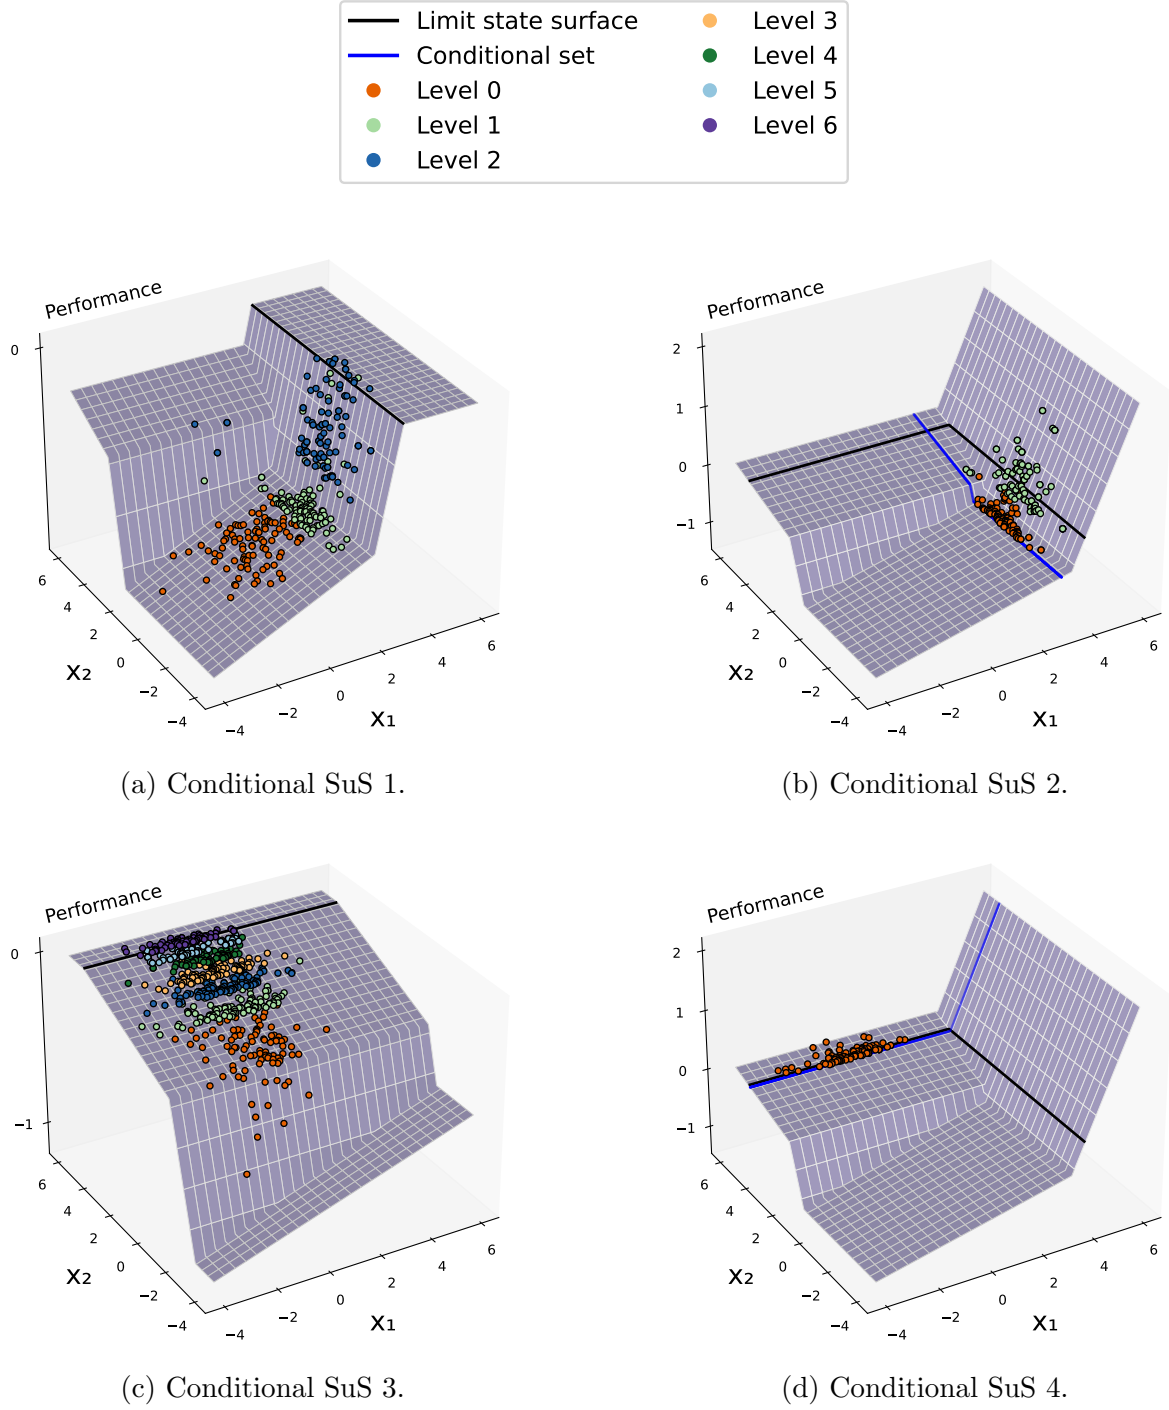 Limit state surface
Conditional set
Level 0
Level 1
Level 2
Level 3
Level 4
Level 5
Level 6
Performance
0
6
4
2
0
−2
−4
x₂
−4
−2
0
2
4
6
x₁
(a) Conditional SuS 1.
Performance
2
1
0
−1
6
4
2
0
−2
−4
x₂
−4
−2
0
2
4
6
x₁
(b) Conditional SuS 2.
Performance
0
−1
6
4
2
0
−2
−4
x₂
−4
−2
0
2
4
6
x₁
(c) Conditional SuS 3.
Performance
2
1
0
−1
6
4
2
0
−2
−4
x₂
−4
−2
0
2
4
6
x₁
(d) Conditional SuS 4.